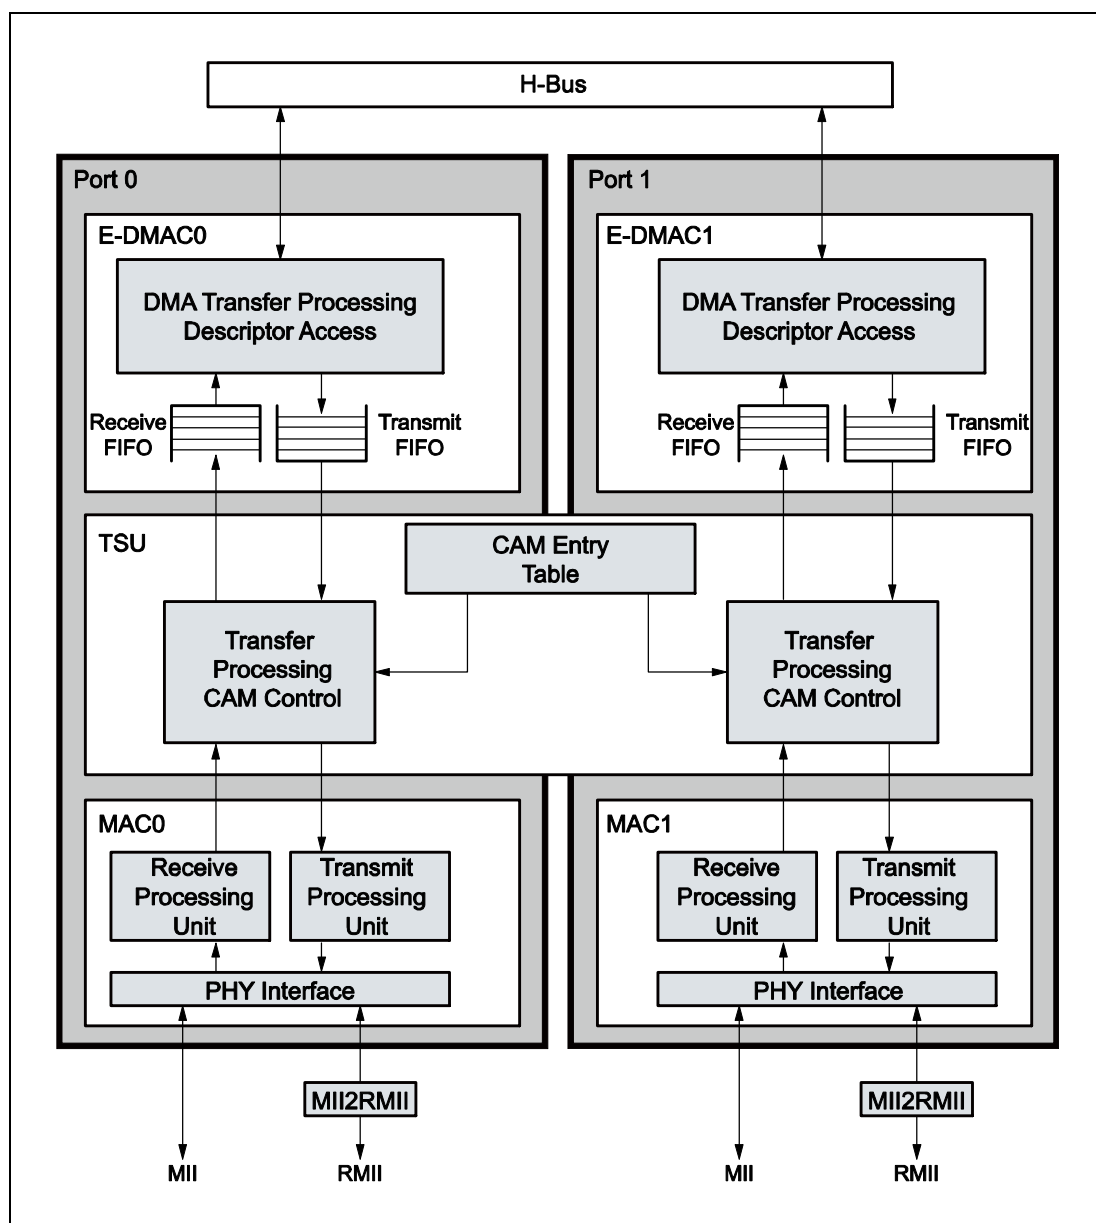 H-Bus
Port 0
E-DMAC0
DMA Transfer Processing
Descriptor Access
Receive
FIFO
Transmit
FIFO
Port 1
E-DMAC1
DMA Transfer Processing
Descriptor Access
Receive
FIFO
Transmit
FIFO
TSU
CAM Entry
Table
Transfer
Processing
CAM Control
Transfer
Processing
CAM Control
MAC0
Receive
Processing
Unit
Transmit
Processing
Unit
PHY Interface
MAC1
Receive
Processing
Unit
Transmit
Processing
Unit
PHY Interface
MII2RMII
MII
RMII
MII2RMII
MII
RMII